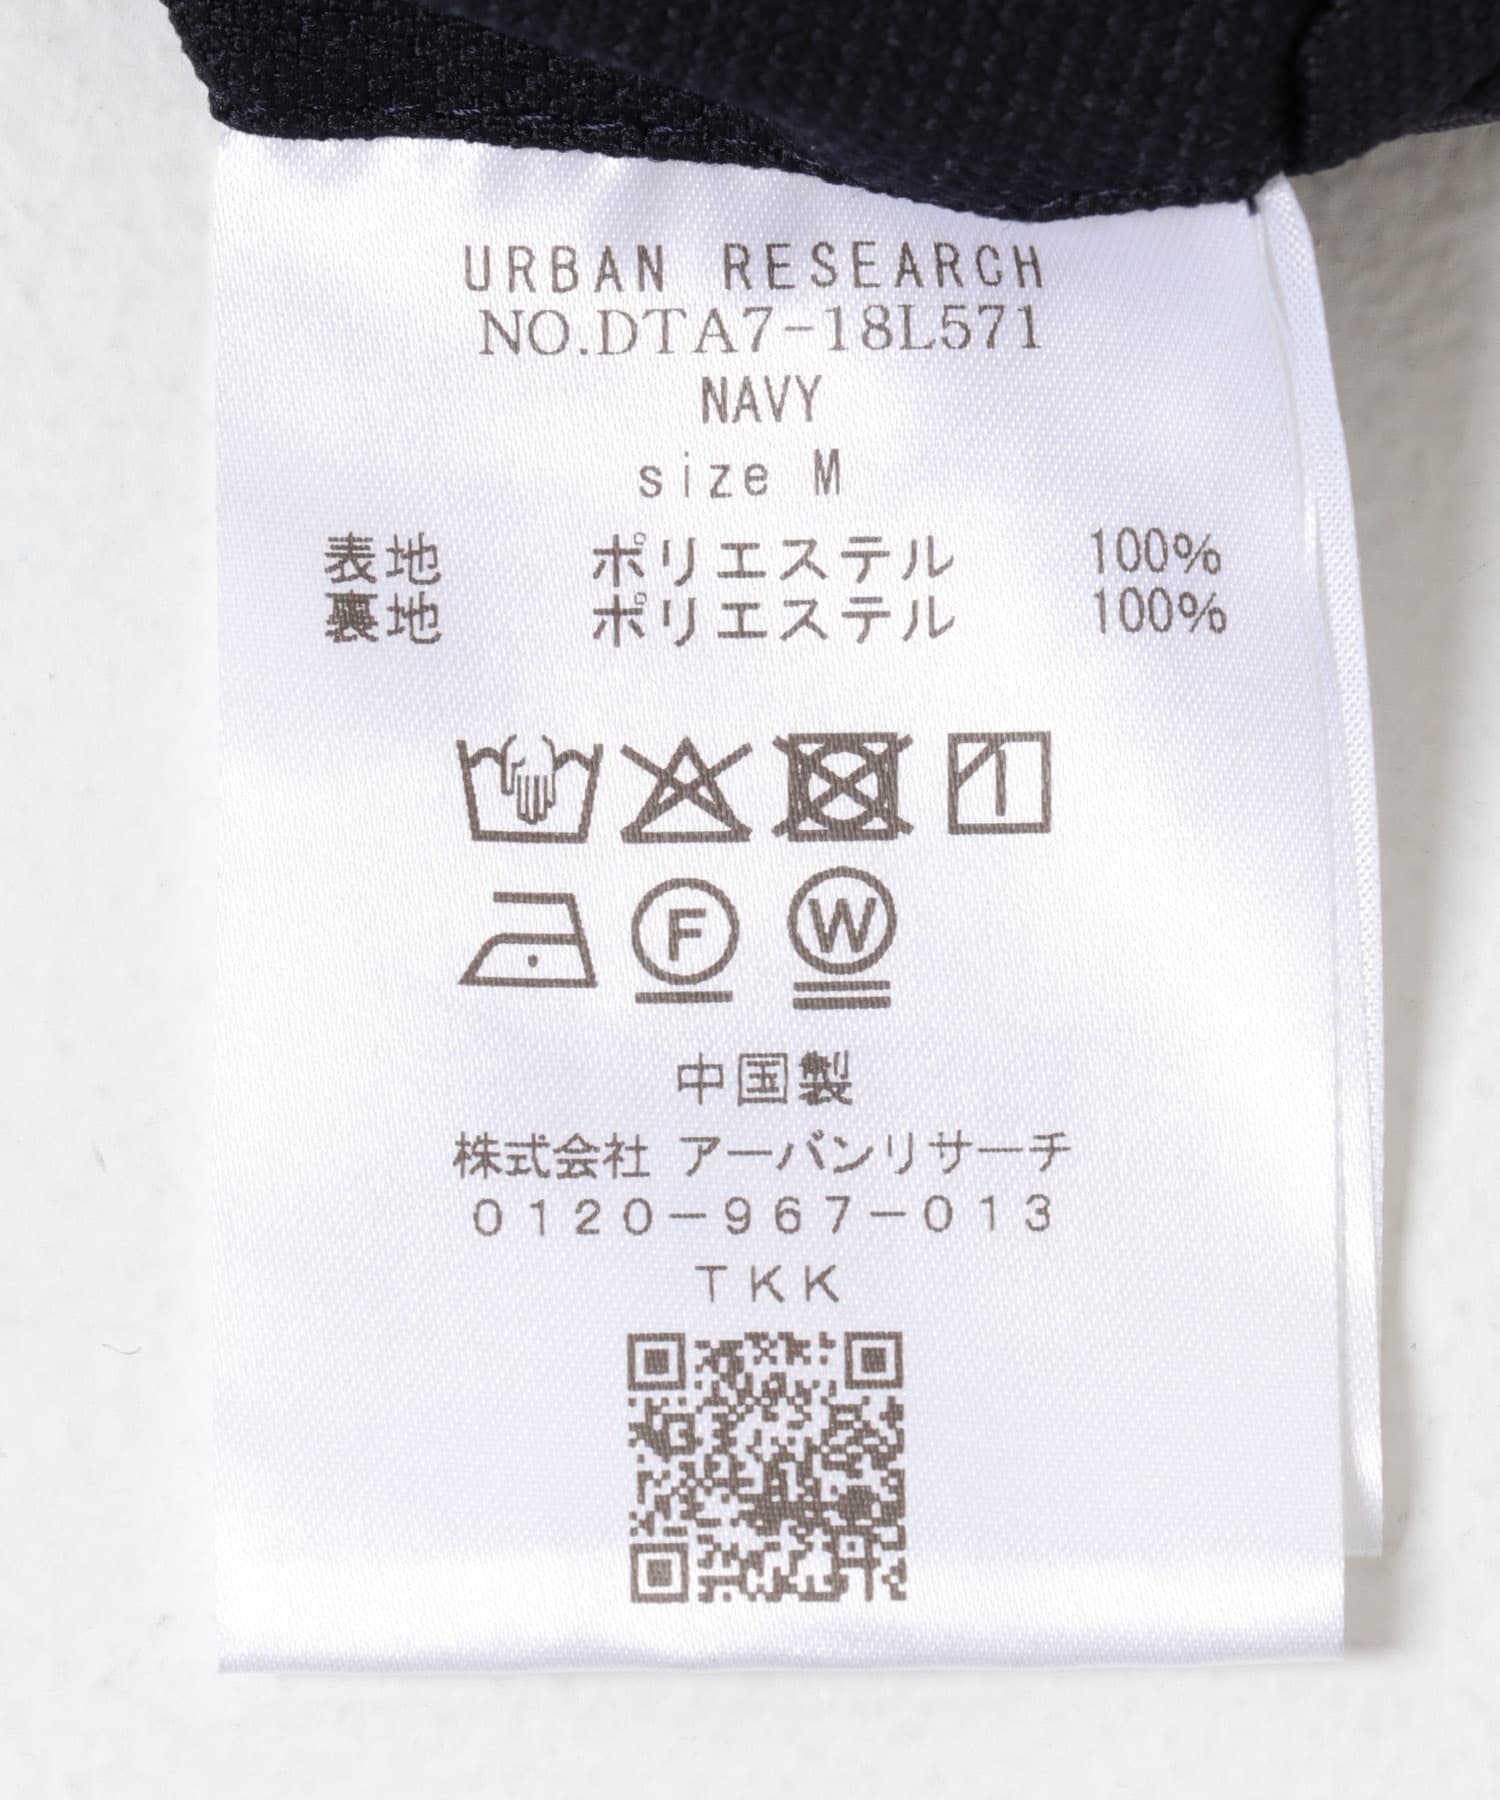 URBAN RESEARCH
NO.DTA7-18L571
NAVY
size M
表地 ポリエステル 100%
裏地 ポリエステル 100%
F W
中国製
株式会社 アーバンリサーチ
0120-967-013
TKK